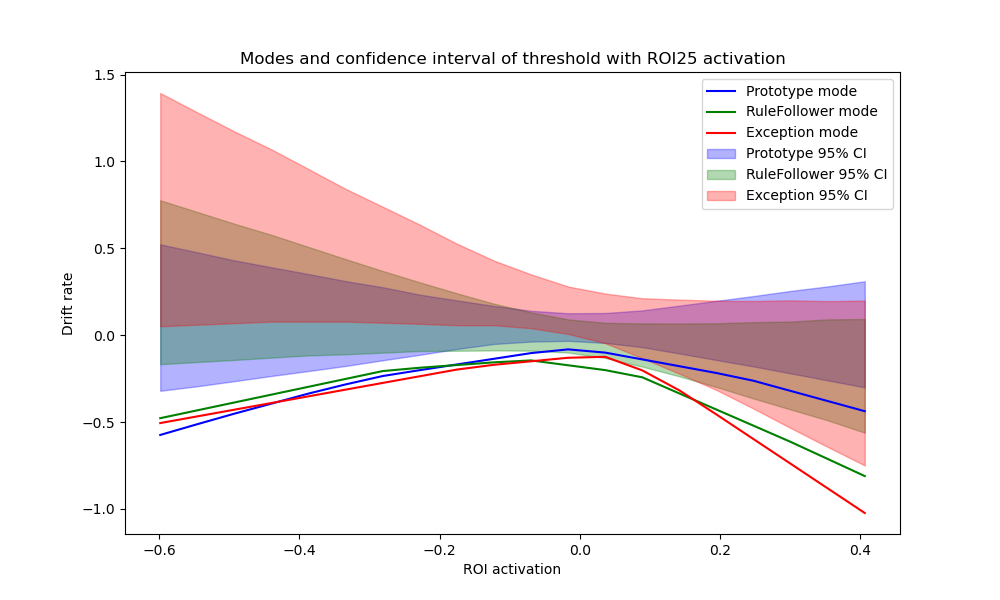 Modes and confidence interval of threshold with ROI25 activation
Prototype mode
RuleFollower mode
Exception mode
Prototype 95% CI
RuleFollower 95% CI
Exception 95% CI
Drift rate
1.5
1.0
0.5
0.0
−0.5
−1.0
−0.6
−0.4
−0.2
0.0
0.2
0.4
ROI activation